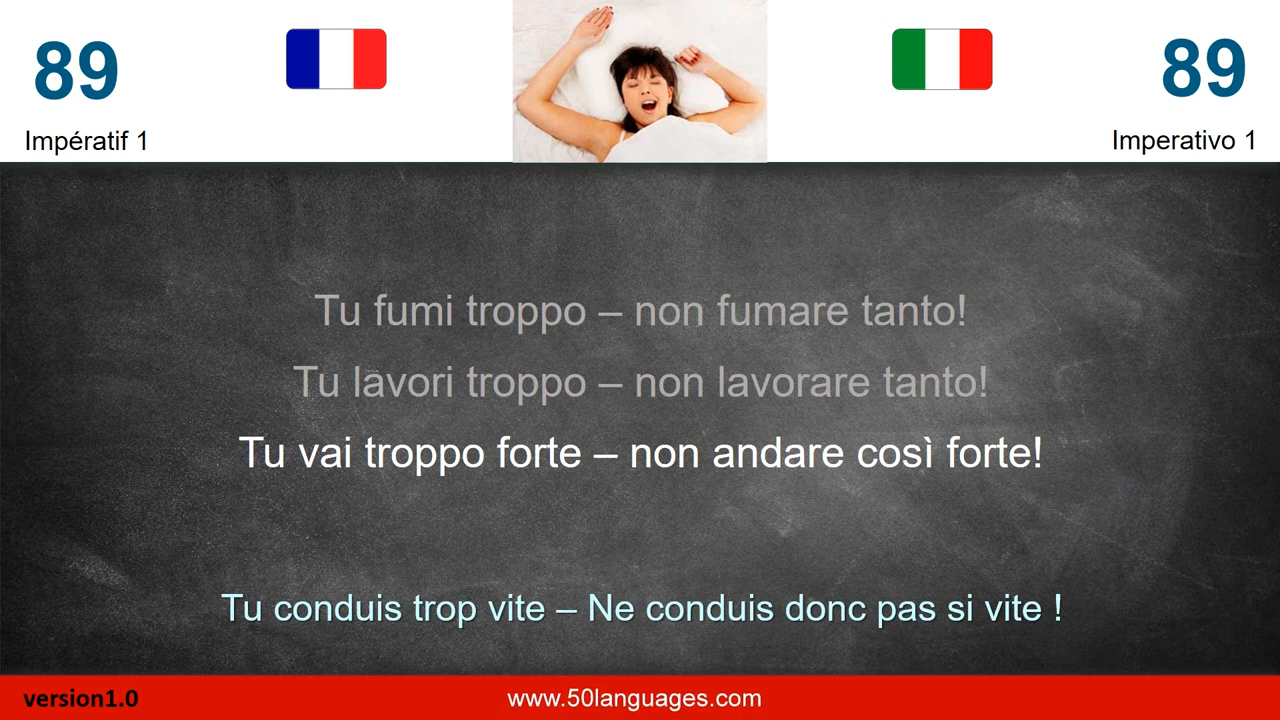 89
89
Impératif 1
Imperativo 1
Tu fumi troppo – non fumare tanto!
Tu lavori troppo – non lavorare tanto!
Tu vai troppo forte – non andare così forte!
Tu conduis trop vite – Ne conduis donc pas si vite !
version1.0
www.50languages.com